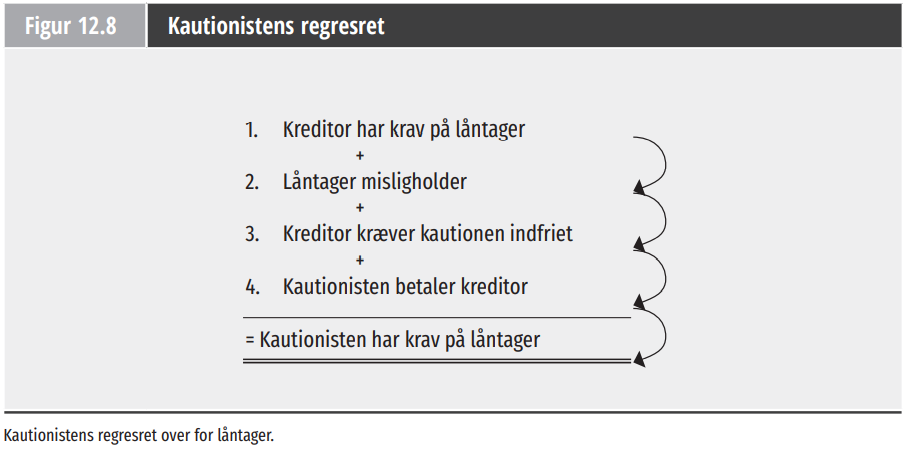 Figur 12.8 Kautionistens regresret
1. Kreditor har krav på låntager
+
2. Låntager misligholder
+
3. Kreditor kræver kautionen indfriet
+
4. Kautionisten betaler kreditor
= Kautionisten har krav på låntager
Kautionistens regresret over for låntager.